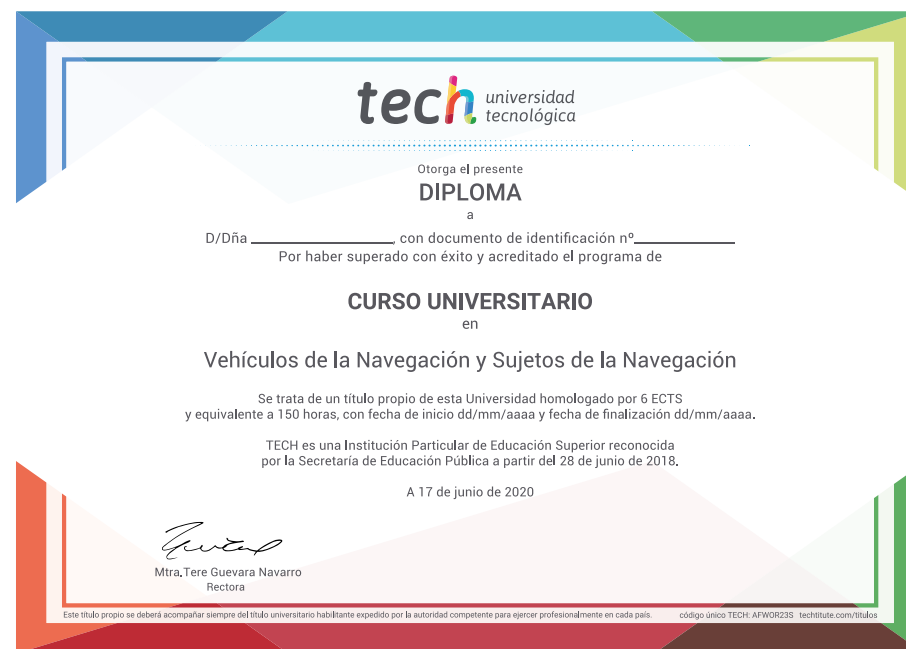 tech universidad
tecnológica
Otorga el presente
DIPLOMA
a
D/Dña ____________________, con documento de identificación nº______________
Por haber superado con éxito y acreditado el programa de
CURSO UNIVERSITARIO
en
Vehículos de la Navegación y Sujetos de la Navegación
Se trata de un título propio de esta Universidad homologado por 6 ECTS
y equivalente a 150 horas, con fecha de inicio dd/mm/aaaa y fecha de finalización dd/mm/aaaa.
TECH es una Institución Particular de Educación Superior reconocida
por la Secretaría de Educación Pública a partir del 28 de junio de 2018.
A 17 de junio de 2020
Mtra.Tere Guevara Navarro
Rectora
Este título propio se deberá acompañar siempre del título universitario habilitante expedido por la autoridad competente para ejercer profesionalmente en cada país. código único TECH: AFWOR23S techtitute.com/titulos